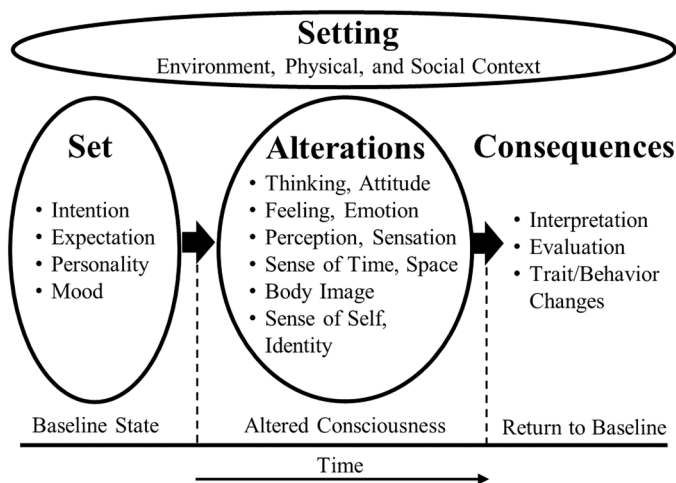 Setting
Environment, Physical, and Social Context
Set
• Intention
• Expectation
• Personality
• Mood
Alterations
• Thinking, Attitude
• Feeling, Emotion
• Perception, Sensation
• Sense of Time, Space
• Body Image
• Sense of Self,
Identity
Consequences
• Interpretation
• Evaluation
• Trait/Behavior
Changes
Baseline State
Altered Consciousness
Return to Baseline
Time